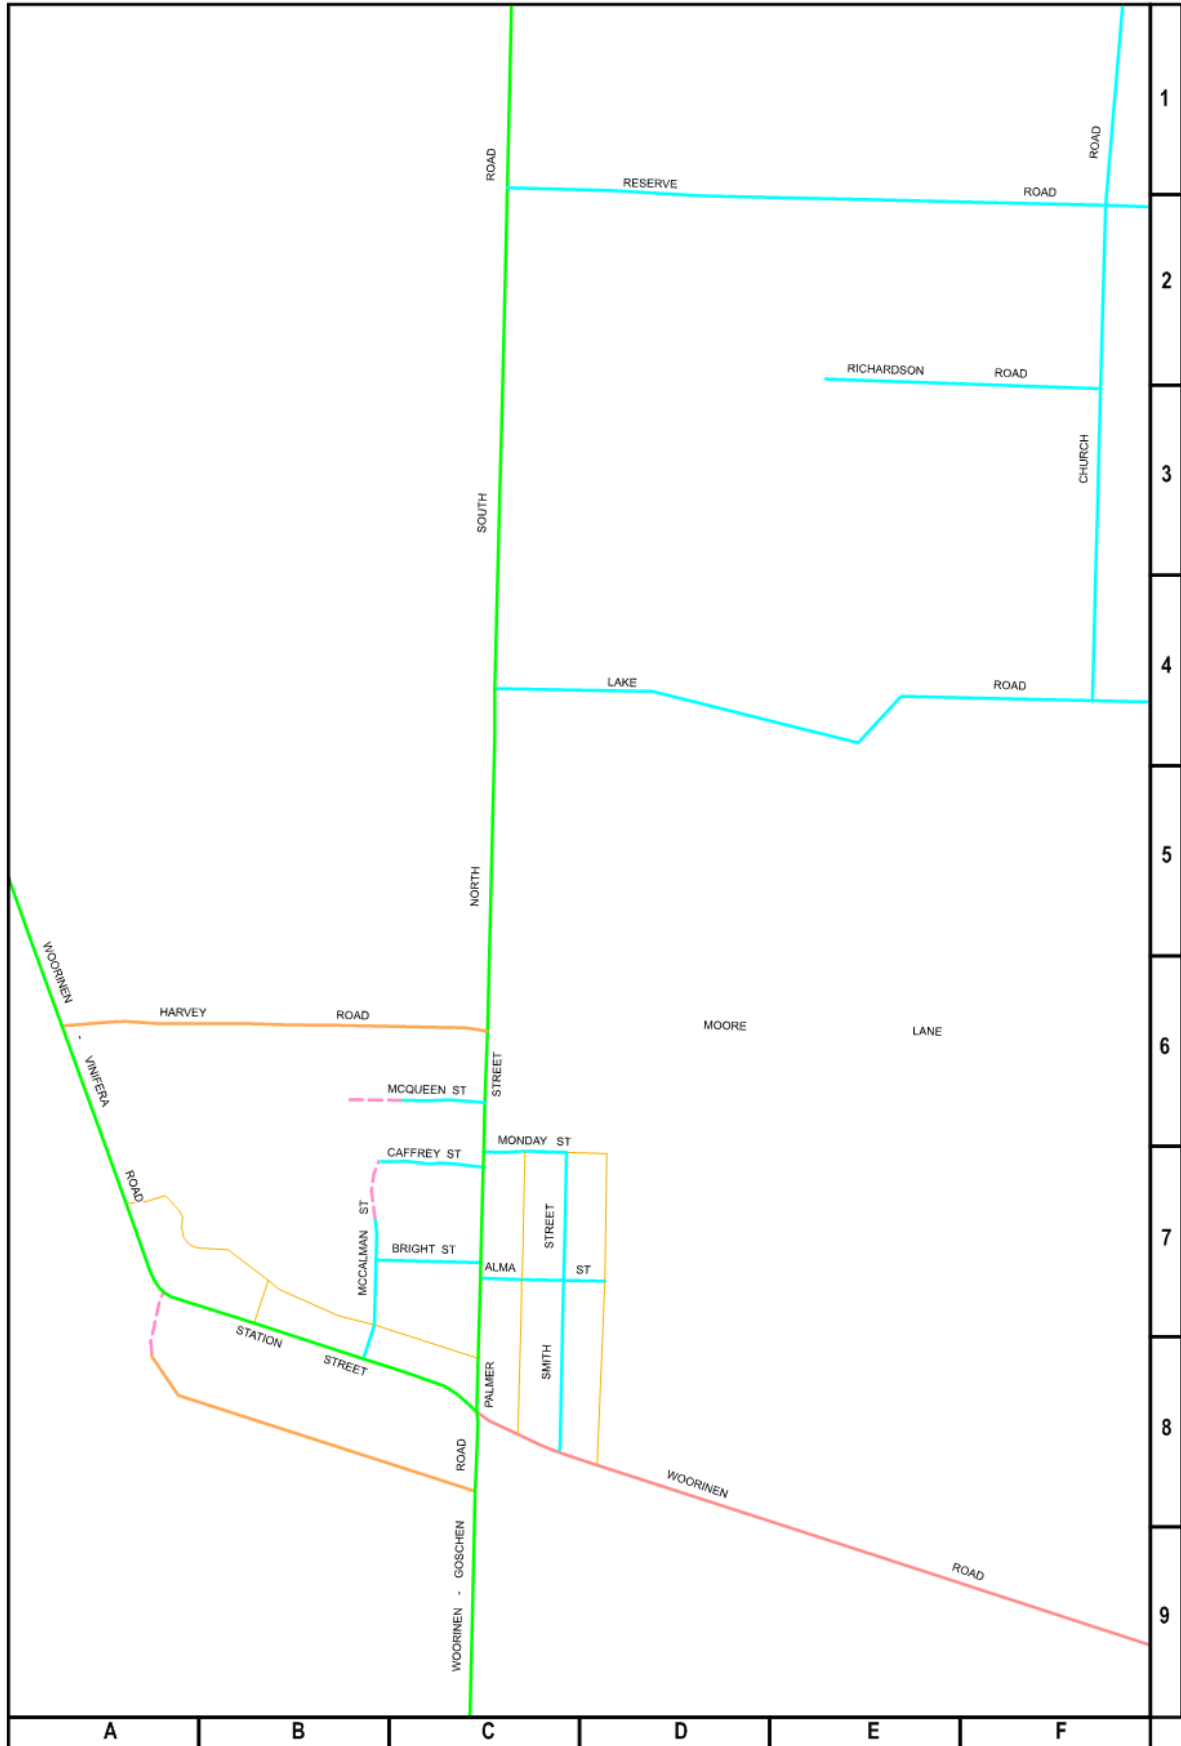 1
ROAD
ROAD
RESERVE ROAD
2
RICHARDSON ROAD
CHURCH
3
SOUTH
LAKE ROAD
4
5
NORTH
WOORINEN
HARVEY ROAD
MOORE LANE
6
- VINIFERA
STREET
MCQUEEN ST
MONDAY ST
CAFFREY ST
ROAD
MCCALMAN ST
STREET
7
BRIGHT ST
ALMA ST
STATION STREET
SMITH
PALMER
8
ROAD
WOORINEN ROAD
WOORINEN - GOSCHEN
9
A B C D E F